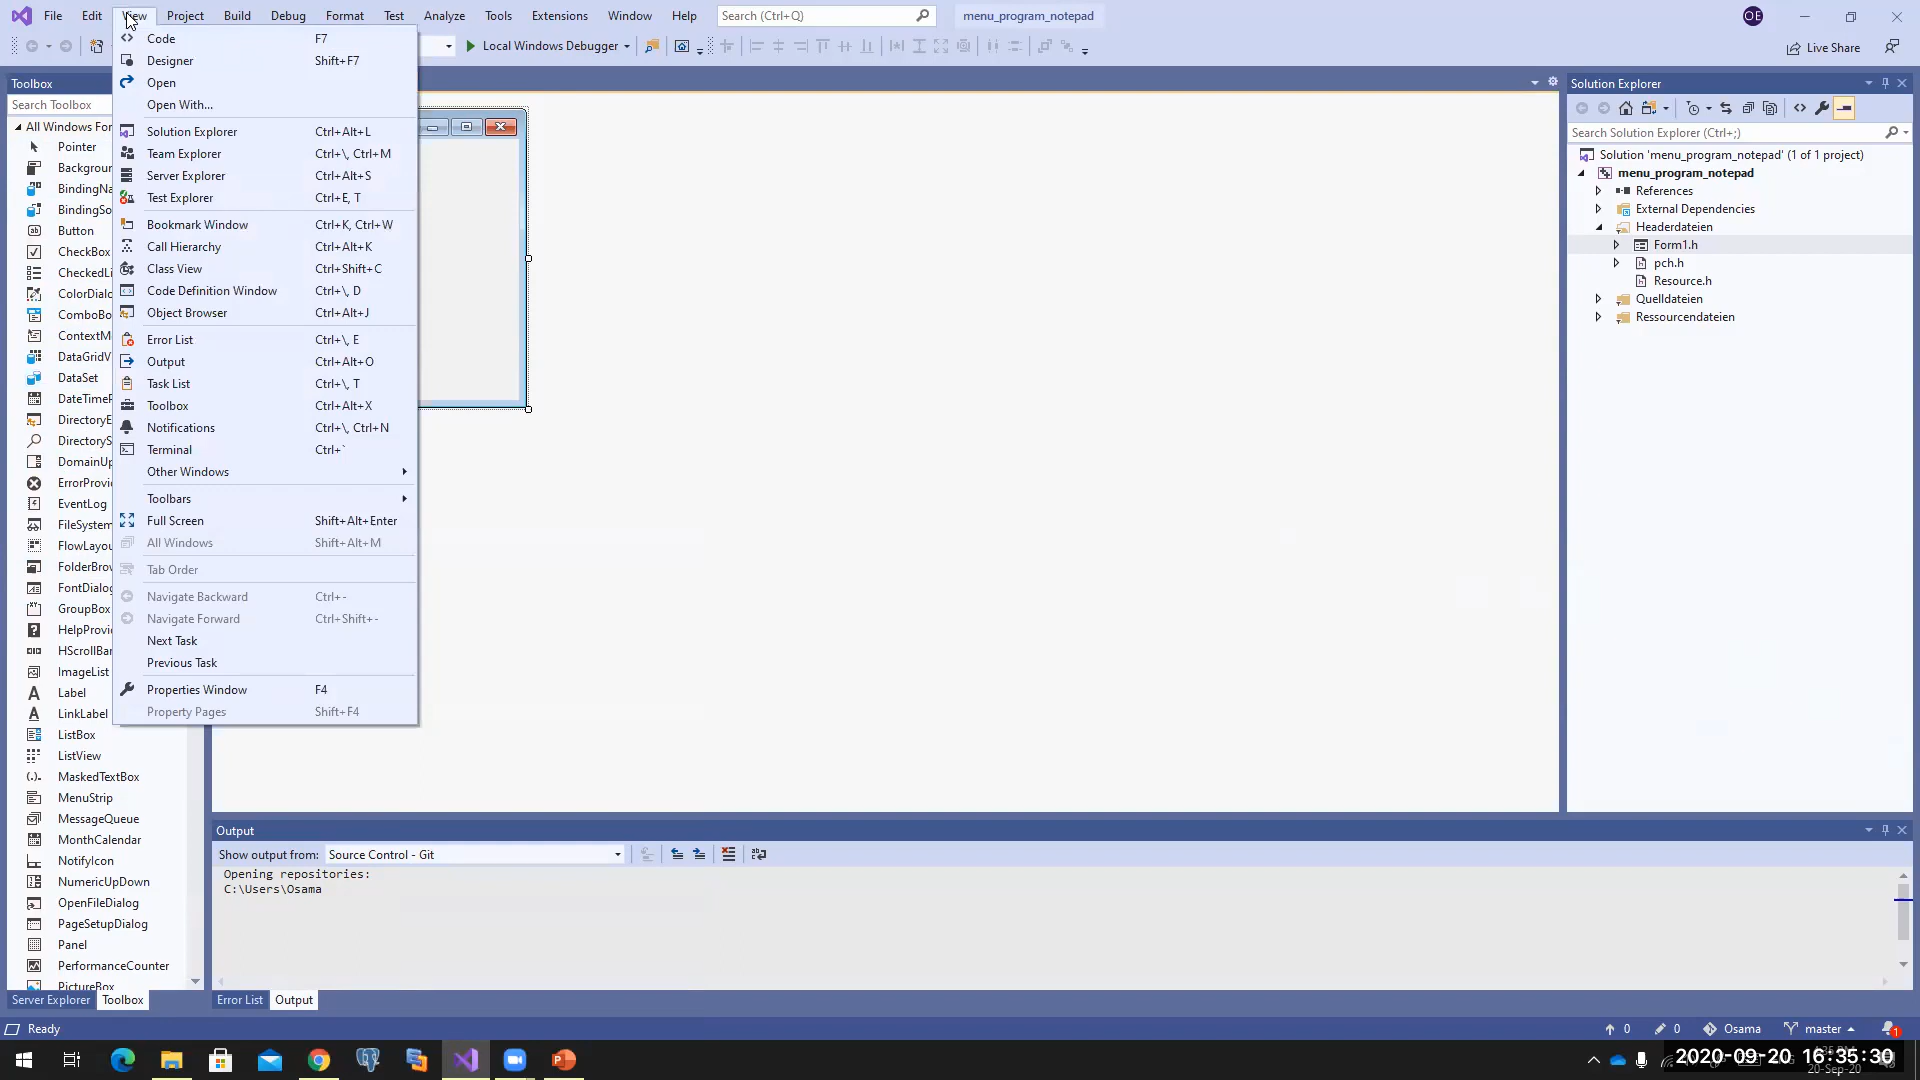 File Edit View Project Build Debug Format Test Analyze Tools Extensions Window Help Search (Ctrl+Q) menu_program_notepad OE
Local Windows Debugger Live Share
Code F7
Designer Shift+F7
Open
Open With...
Solution Explorer Ctrl+Alt+L
Team Explorer Ctrl+\, Ctrl+M
Server Explorer Ctrl+Alt+S
Test Explorer Ctrl+E, T
Bookmark Window Ctrl+K, Ctrl+W
Call Hierarchy Ctrl+Alt+K
Class View Ctrl+Shift+C
Code Definition Window Ctrl+\, D
Object Browser Ctrl+Alt+J
Error List Ctrl+\, E
Output Ctrl+Alt+O
Task List Ctrl+\, T
Toolbox Ctrl+Alt+X
Notifications Ctrl+\, Ctrl+N
Terminal Ctrl+`
Other Windows
Toolbars
Full Screen Shift+Alt+Enter
All Windows Shift+Alt+M
Tab Order
Navigate Backward Ctrl+-
Navigate Forward Ctrl+Shift+-
Next Task
Previous Task
Properties Window F4
Property Pages Shift+F4
Toolbox
Search Toolbox
All Windows For
Pointer
Backgroun
BindingNa
BindingSo
Button
CheckBox
CheckedLi
ColorDialo
ComboBo
ContextM
DataGridV
DataSet
DateTimeP
DirectoryE
DirectoryS
DomainUp
ErrorProvi
EventLog
FileSystem
FlowLayou
FolderBrov
FontDialog
GroupBox
HelpProvi
HScrollBar
ImageList
Label
LinkLabel
ListBox
ListView
MaskedTextBox
MenuStrip
MessageQueue
MonthCalendar
NotifyIcon
NumericUpDown
OpenFileDialog
PageSetupDialog
Panel
PerformanceCounter
PictureBox
Server Explorer Toolbox
Solution Explorer
Search Solution Explorer (Ctrl+;)
Solution 'menu_program_notepad' (1 of 1 project)
menu_program_notepad
References
External Dependencies
Headerdateien
Form1.h
pch.h
Resource.h
Quelldateien
Ressourcendateien
Output
Show output from: Source Control - Git
Opening repositories:
C:\Users\Osama
Error List Output
Ready 0 0 Osama master 1
2020-09-20 16:35:30
20-Sep-20